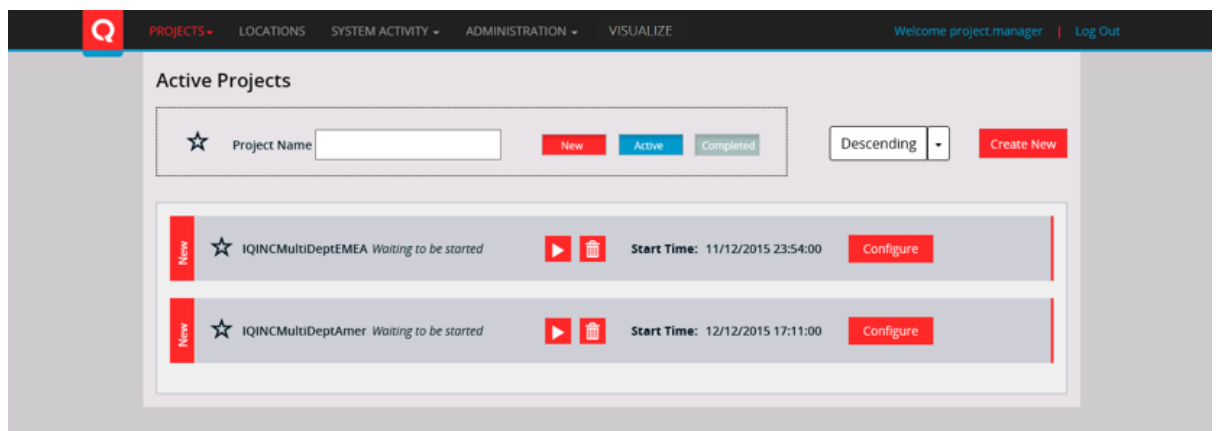 PROJECTS LOCATIONS SYSTEM ACTIVITY ADMINISTRATION VISUALIZE Welcome project.manager | Log Out
Active Projects
Project Name New Active Completed Descending Create New
New IQINCMultiDeptEMEA Waiting to be started Start Time: 11/12/2015 23:54:00 Configure
New IQINCMultiDeptAmer Waiting to be started Start Time: 12/12/2015 17:11:00 Configure